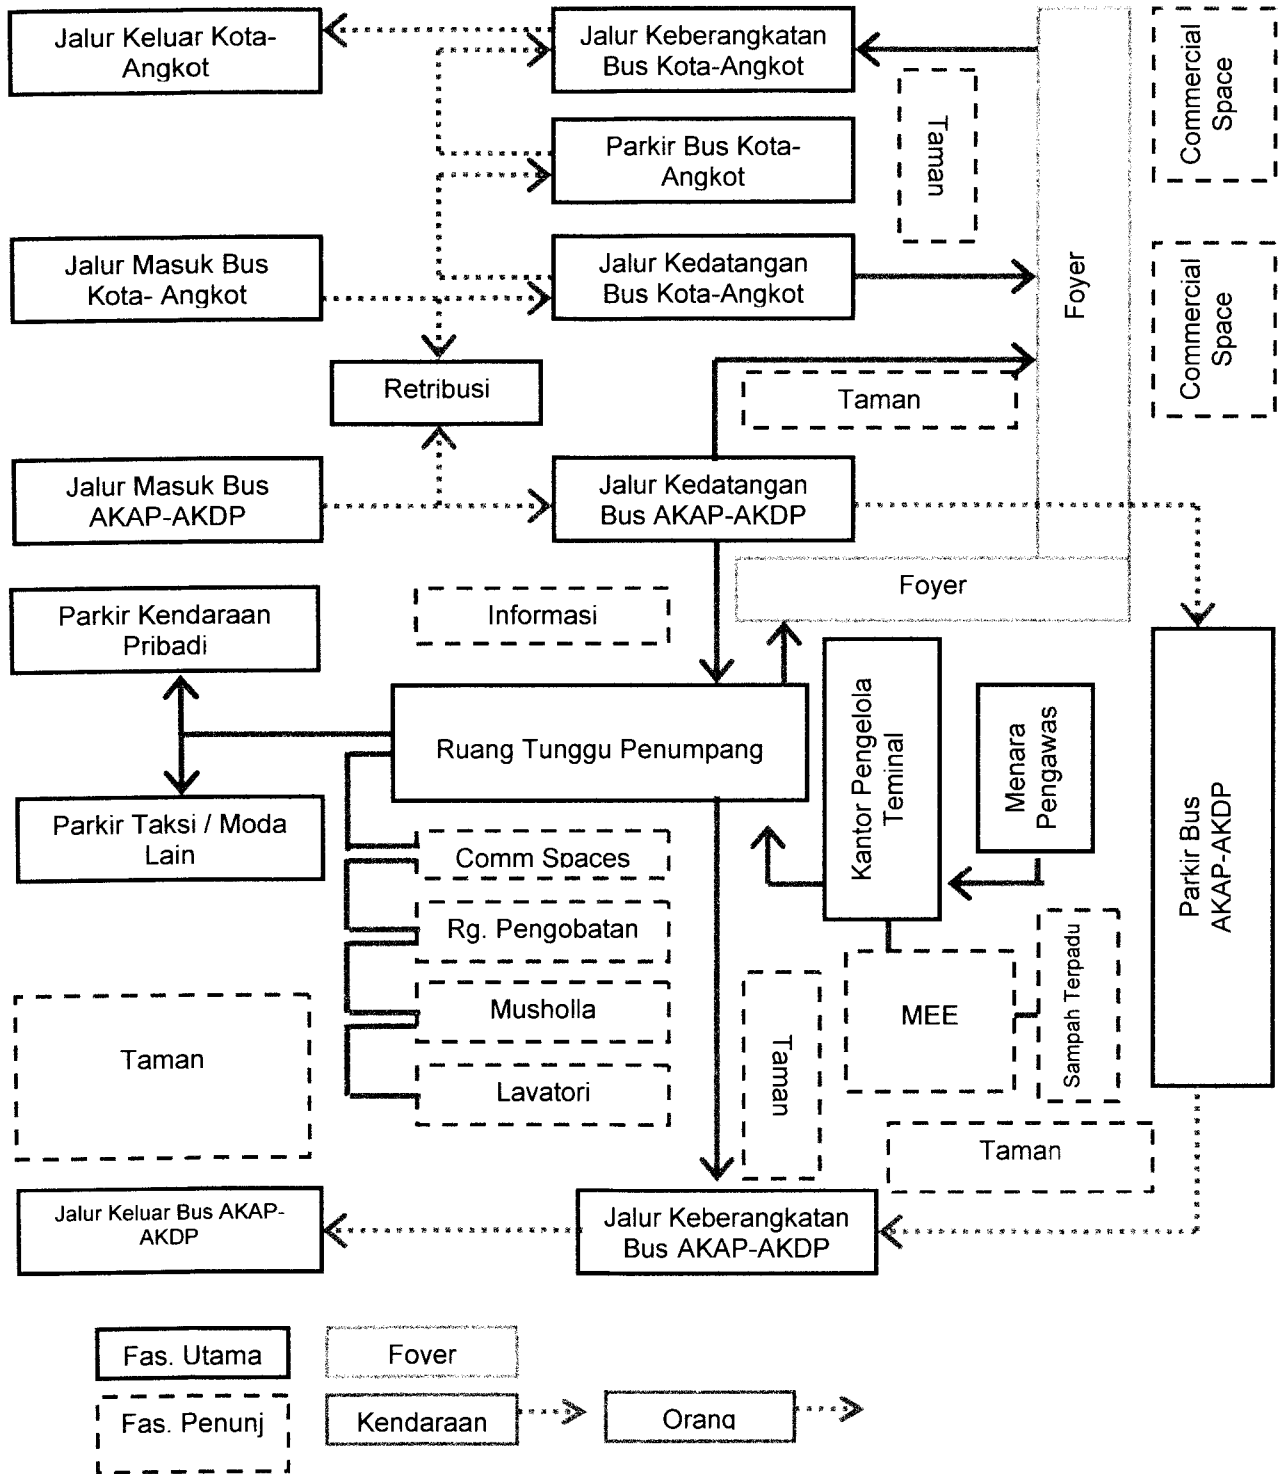 Jalur Keluar Kota-
Angkot
Jalur Keberangkatan
Bus Kota-Angkot
Commercial
Space
Taman
Parkir Bus Kota-
Angkot
Jalur Masuk Bus
Kota- Angkot
Jalur Kedatangan
Bus Kota-Angkot
Foyer
Commercial
Space
Retribusi
Taman
Jalur Masuk Bus
AKAP-AKDP
Jalur Kedatangan
Bus AKAP-AKDP
Foyer
Parkir Kendaraan
Pribadi
Informasi
Ruang Tunggu Penumpang
Kantor Pengelola
Teminal
Menara
Pengawas
Parkir Bus
AKAP-AKDP
Parkir Taksi / Moda
Lain
Comm Spaces
Rg. Pengobatan
Musholla
Lavatori
Taman
Taman
MEE
Sampah Terpadu
Taman
Jalur Keluar Bus AKAP-
AKDP
Jalur Keberangkatan
Bus AKAP-AKDP
Fas. Utama
Foyer
Fas. Penunj
Kendaraan
Orang